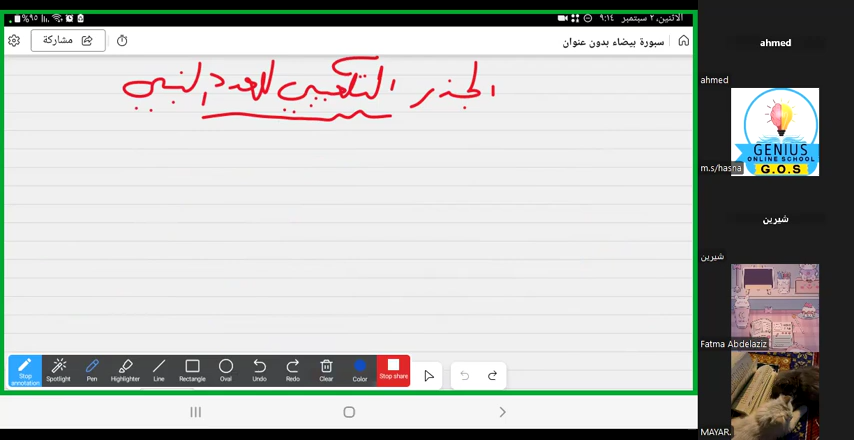 الاثنين، ٢ سبتمبر ٩:١٤
٪٩٥
سبورة بيضاء بدون عنوان
مشاركة
الجذر التكعيبي للعدد النسبي
Stop annotation
Spotlight
Pen
Highlighter
Line
Rectangle
Oval
Undo
Redo
Clear
Color
Stop share
ahmed
ahmed
GENIUS
ONLINE SCHOOL
G.O.S
m.s/hasna
شيرين
شيرين
Fatma Abdelaziz
MAYAR.